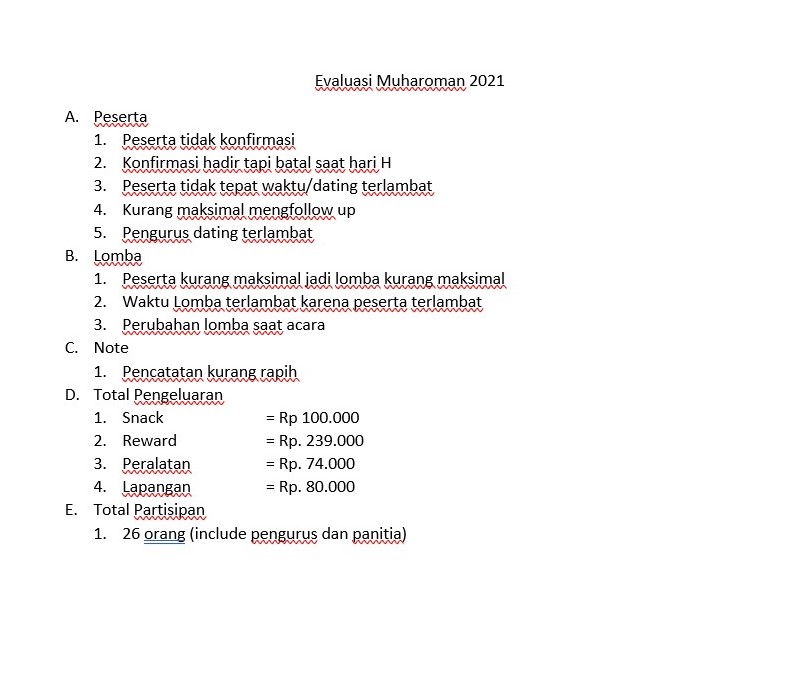 Evaluasi Muharoman 2021
A. Peserta
1. Peserta tidak konfirmasi
2. Konfirmasi hadir tapi batal saat hari H
3. Peserta tidak tepat waktu/dating terlambat
4. Kurang maksimal mengfollow up
5. Pengurus dating terlambat
B. Lomba
1. Peserta kurang maksimal jadi lomba kurang maksimal
2. Waktu Lomba terlambat karena peserta terlambat
3. Perubahan lomba saat acara
C. Note
1. Pencatatan kurang rapih
D. Total Pengeluaran
1. Snack = Rp 100.000
2. Reward = Rp. 239.000
3. Peralatan = Rp. 74.000
4. Lapangan = Rp. 80.000
E. Total Partisipan
1. 26 orang (include pengurus dan panitia)